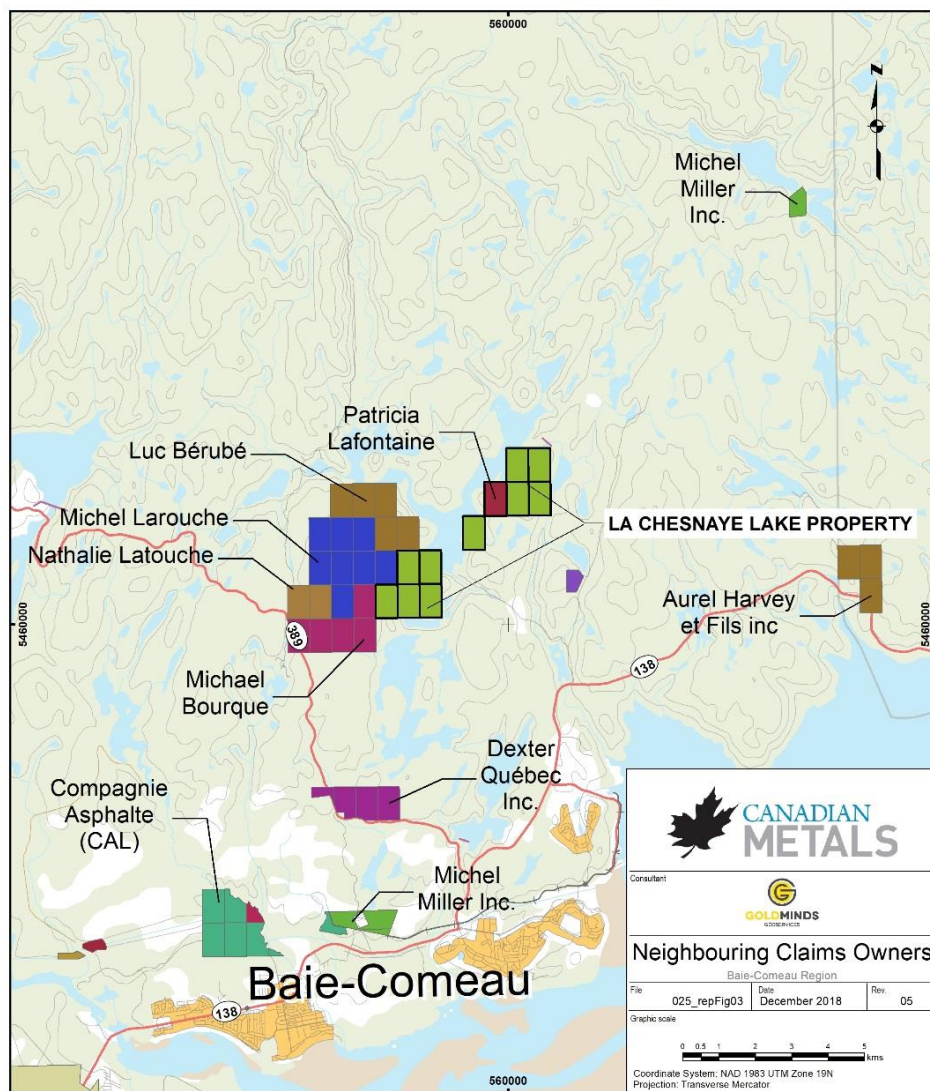 560000
N
Michel
Miller
Inc.
Patricia
Lafontaine
Luc Bérubé
Michel Larouche
Nathalie Latouche
LA CHESNAYE LAKE PROPERTY
Aurel Harvey
et Fils inc
5460000
5460000
389
138
Michael
Bourque
Dexter
Québec
Inc.
Compagnie
Asphalte
(CAL)
Michel
Miller Inc.
Baie-Comeau
138
560000
CANADIAN
METALS
Consultant
GOLDMINDS
GEOSERVICES
Neighbouring Claims Owners
Baie-Comeau Region
File
025_repFig03
Date
December 2018
Rev.
05
Graphic scale
0 0.5 1 2 3 4 5
kms
Coordinate System: NAD 1983 UTM Zone 19N
Projection: Transverse Mercator